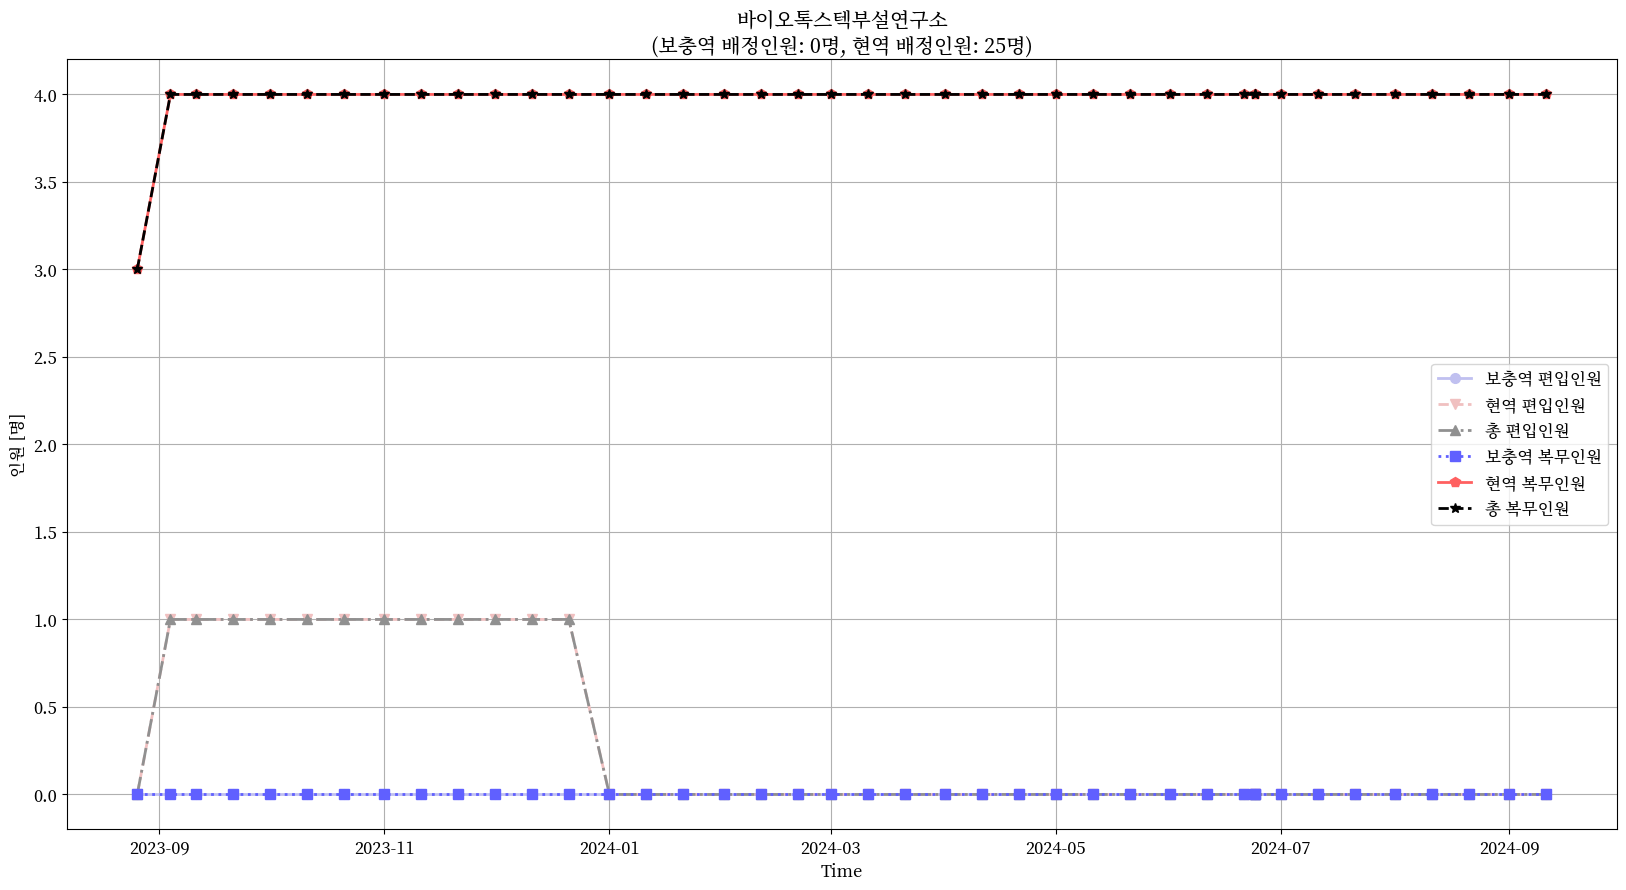 바이오톡스텍부설연구소
(보충역 배정인원: 0명, 현역 배정인원: 25명)
4.0
3.5
3.0
2.5
2.0
1.5
1.0
0.5
0.0
인원 [명]
보충역 편입인원
현역 편입인원
총 편입인원
보충역 복무인원
현역 복무인원
총 복무인원
2023-09 2023-11 2024-01 2024-03 2024-05 2024-07 2024-09
Time